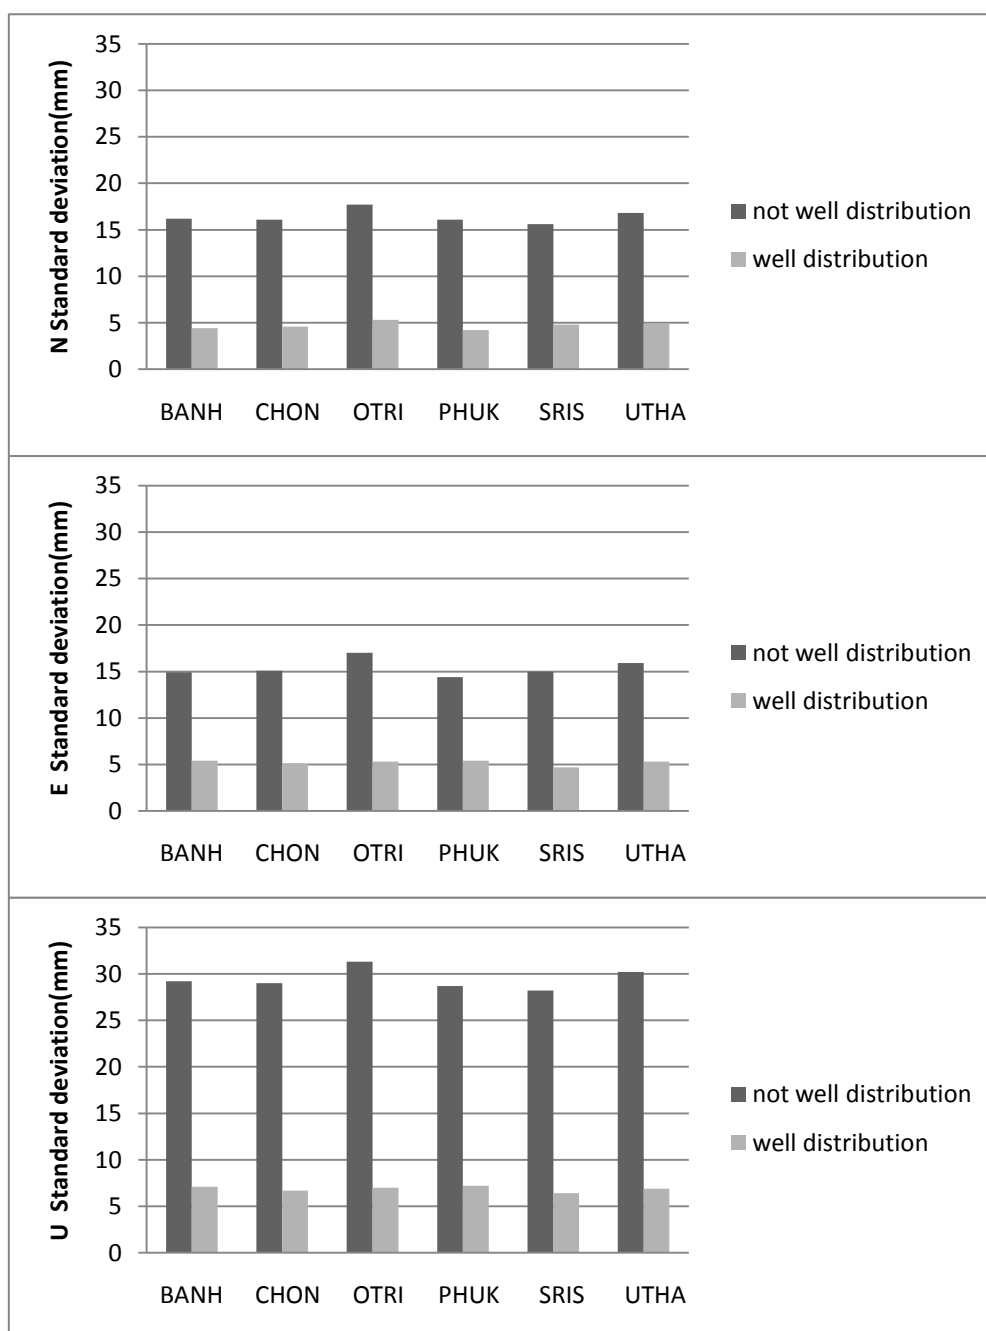 N Standard deviation(mm)
35
30
25
20
15
10
5
0
BANH CHON OTRI PHUK SRIS UTHA
not well distribution
well distribution
E Standard deviation(mm)
35
30
25
20
15
10
5
0
BANH CHON OTRI PHUK SRIS UTHA
not well distribution
well distribution
U Standard deviation(mm)
35
30
25
20
15
10
5
0
BANH CHON OTRI PHUK SRIS UTHA
not well distribution
well distribution